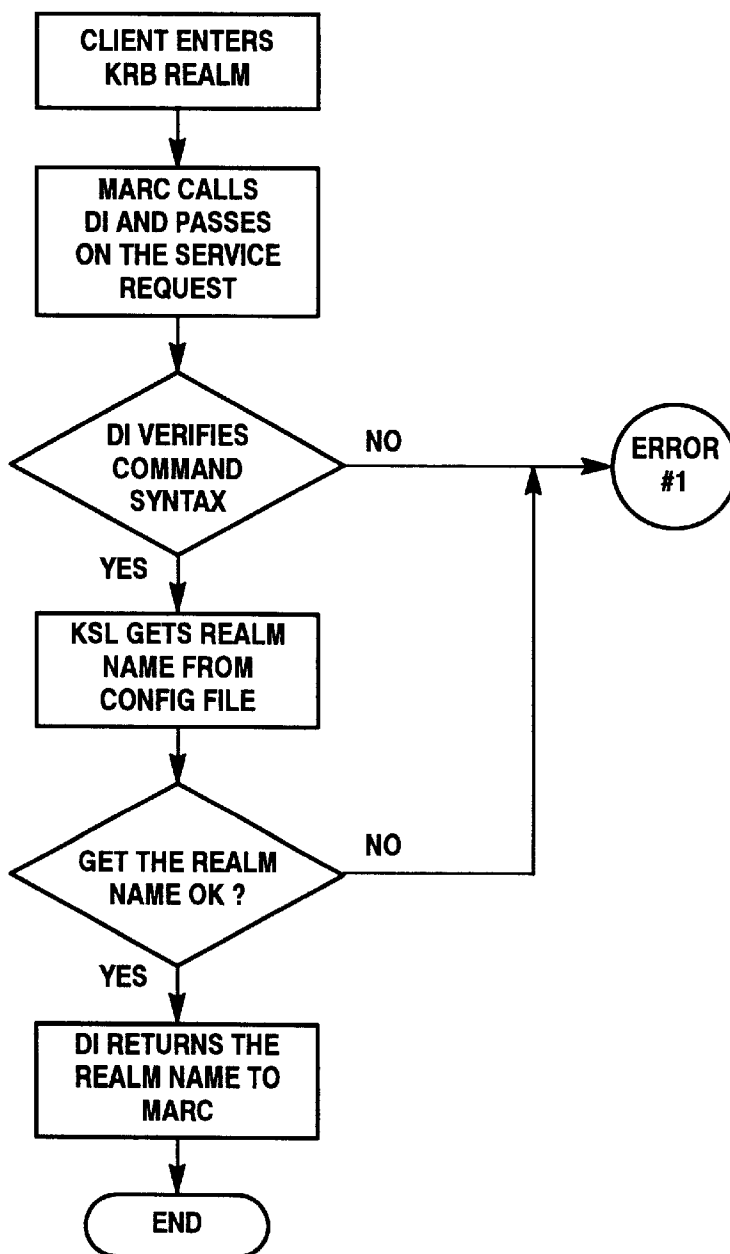 CLIENT ENTERS
KRB REALM
MARC CALLS
DI AND PASSES
ON THE SERVICE
REQUEST
DI VERIFIES
COMMAND
SYNTAX
NO
ERROR
#1
YES
KSL GETS REALM
NAME FROM
CONFIG FILE
GET THE REALM
NAME OK ?
NO
YES
DI RETURNS THE
REALM NAME TO
MARC
END